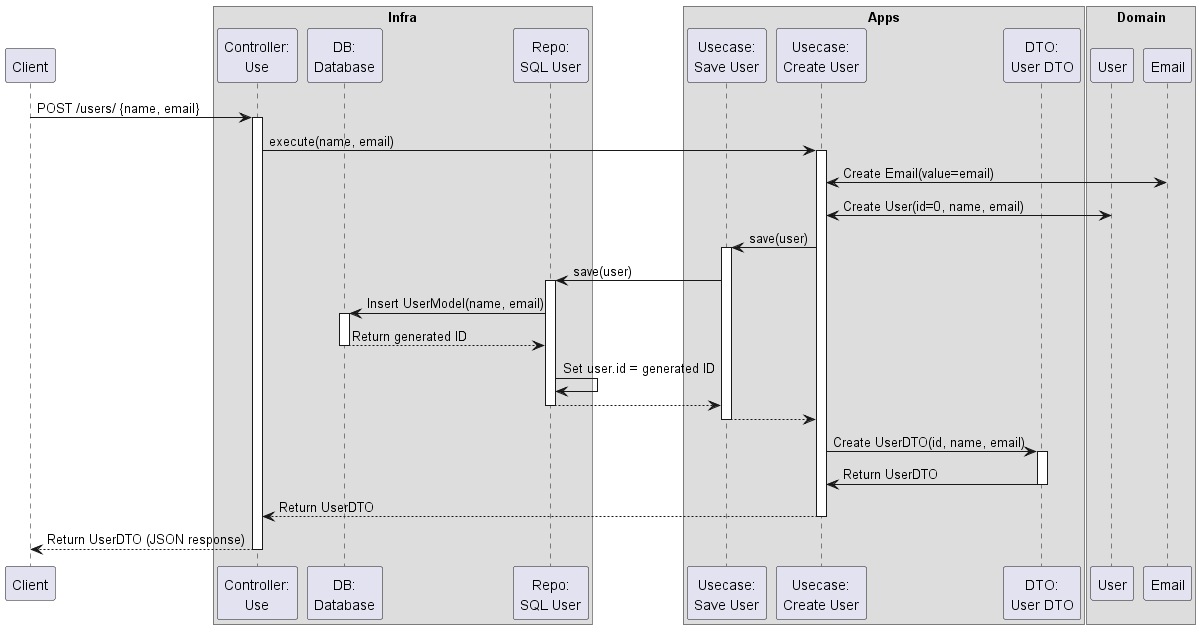 Infra
Apps
Domain
Client
Controller:
Use
DB:
Database
Repo:
SQL User
Usecase:
Save User
Usecase:
Create User
DTO:
User DTO
User
Email
POST /users/ {name, email}
execute(name, email)
Create Email(value=email)
Create User(id=0, name, email)
save(user)
save(user)
Insert UserModel(name, email)
Return generated ID
Set user.id = generated ID
Create UserDTO(id, name, email)
Return UserDTO
Return UserDTO
Return UserDTO (JSON response)
Client
Controller:
Use
DB:
Database
Repo:
SQL User
Usecase:
Save User
Usecase:
Create User
DTO:
User DTO
User
Email